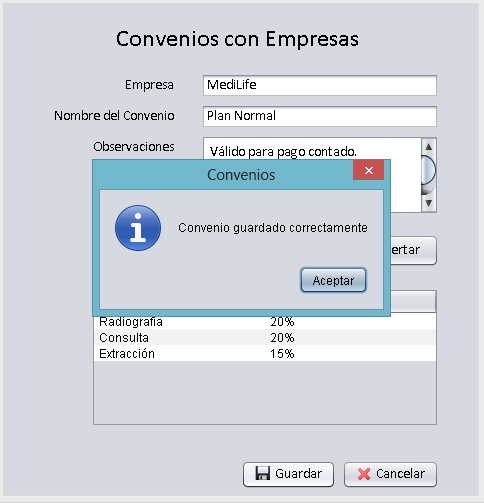 Convenios con Empresas
Empresa MediLife
Nombre del Convenio Plan Normal
Observaciones Válido para pago contado.
Convenios
Convenio guardado correctamente
ertar
Aceptar
Radiografía 20%
Consulta 20%
Extracción 15%
Guardar Cancelar